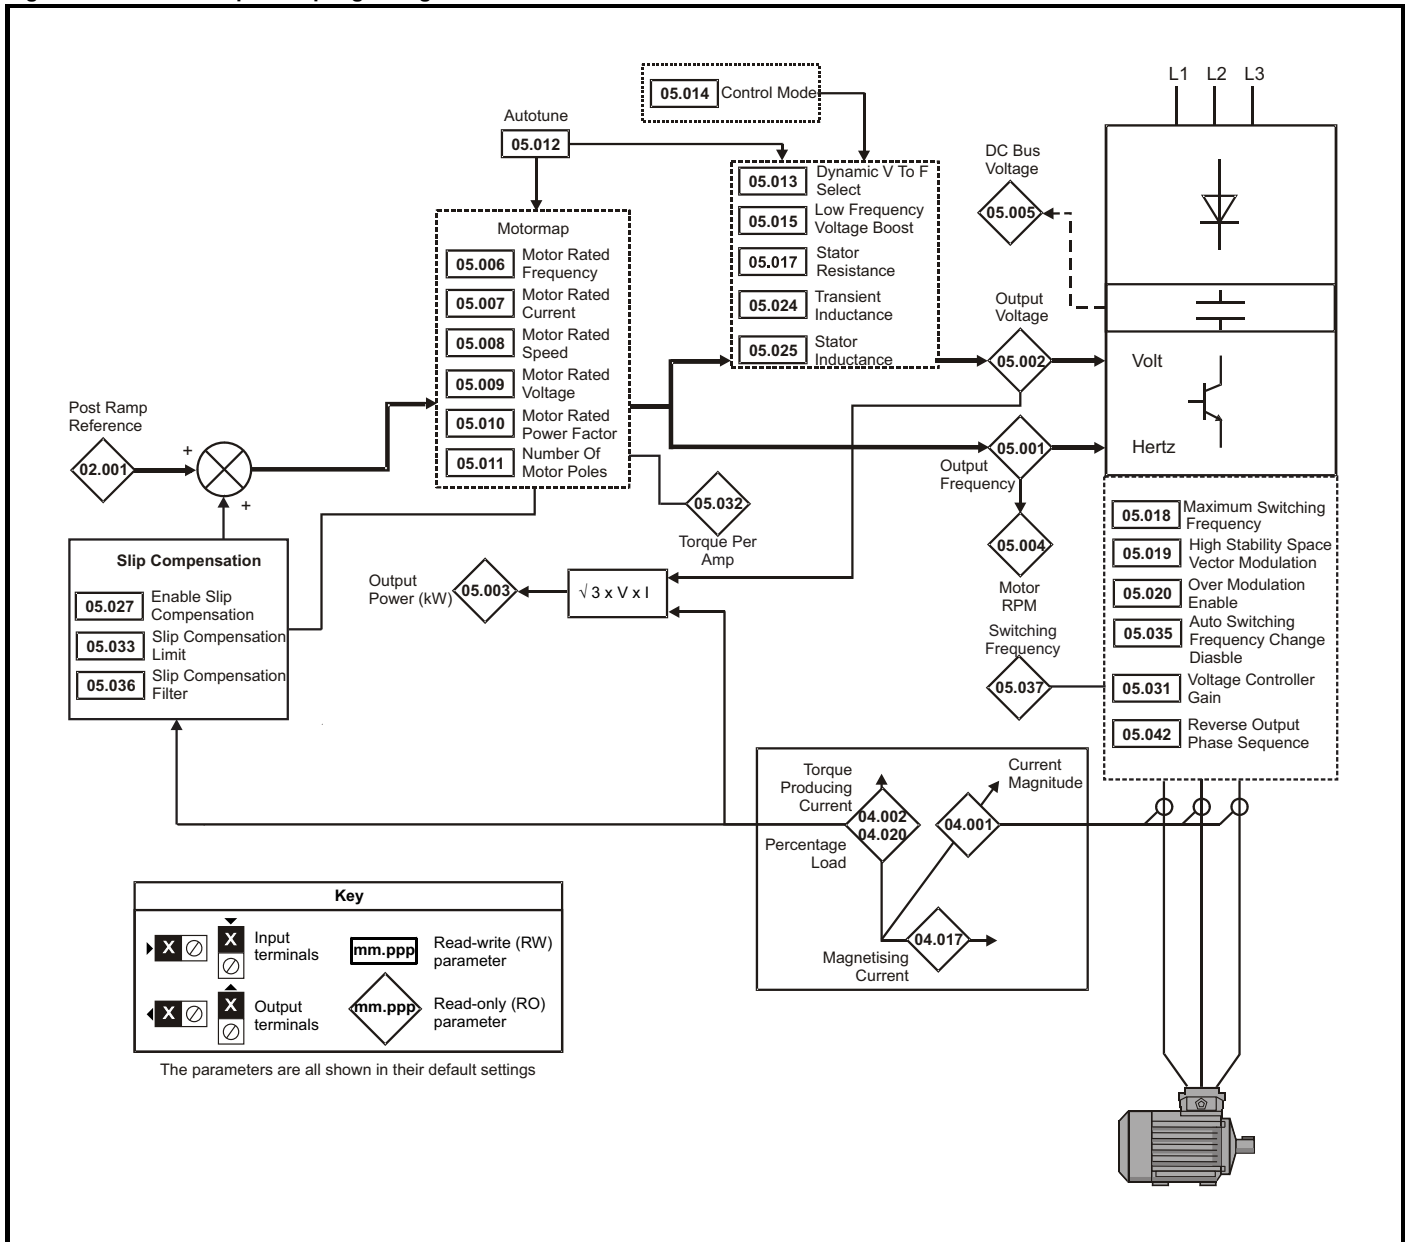 L1 L2 L3
05.014 Control Mode
Autotune
05.012
DC Bus
Voltage
05.005
05.013 Dynamic V To F
Select
05.015 Low Frequency
Voltage Boost
05.017 Stator
Resistance
05.024 Transient
Inductance
05.025 Stator
Inductance
Motormap
05.006 Motor Rated
Frequency
05.007 Motor Rated
Current
05.008 Motor Rated
Speed
05.009 Motor Rated
Voltage
05.010 Motor Rated
Power Factor
05.011 Number Of
Motor Poles
Output
Voltage
05.002
Volt
Post Ramp
Reference
02.001
+
+
05.001
Output
Frequency
Hertz
05.032
Torque Per
Amp
05.004
Motor
RPM
Slip Compensation
05.027 Enable Slip
Compensation
05.033 Slip Compensation
Limit
05.036 Slip Compensation
Filter
Output
Power (kW)
05.003
√3 x V x I
Switching
Frequency
05.037
05.018 Maximum Switching
Frequency
05.019 High Stability Space
Vector Modulation
05.020 Over Modulation
Enable
05.035 Auto Switching
Frequency Change
Diasble
05.031 Voltage Controller
Gain
05.042 Reverse Output
Phase Sequence
Torque
Producing
Current
04.002
04.020
Percentage
Load
Current
Magnitude
04.001
04.017
Magnetising
Current
Key
X X Input
terminals
mm.ppp Read-write (RW)
parameter
X X Output
terminals
mm.ppp Read-only (RO)
parameter
The parameters are all shown in their default settings